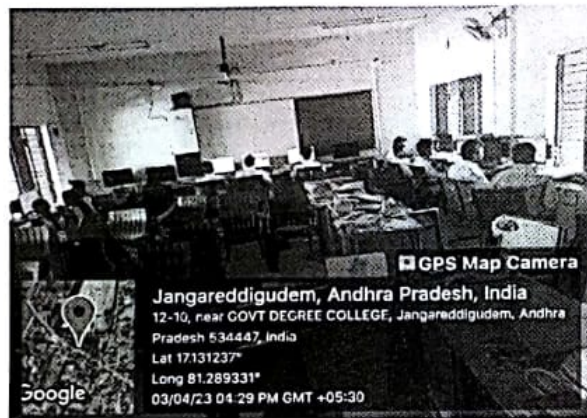 GPS Map Camera
Jangareddigudem, Andhra Pradesh, India
12-10, near GOVT DEGREE COLLEGE, Jangareddigudem, Andhra
Pradesh 534447, India
Lat 17.131237°
Long 81.289331°
03/04/23 04:29 PM GMT +05:30
Google